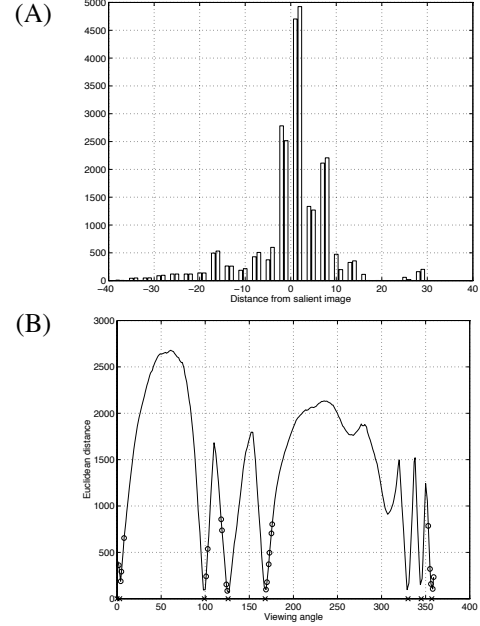 (A)
5000
4500
4000
3500
3000
2500
2000
1500
1000
500
0
−40 −30 −20 −10 0 10 20 30 40
Distance from salient image
(B)
3000
2500
2000
1500
1000
500
0
Euclidean distance
0 50 100 150 200 250 300 350 400
Viewing angle